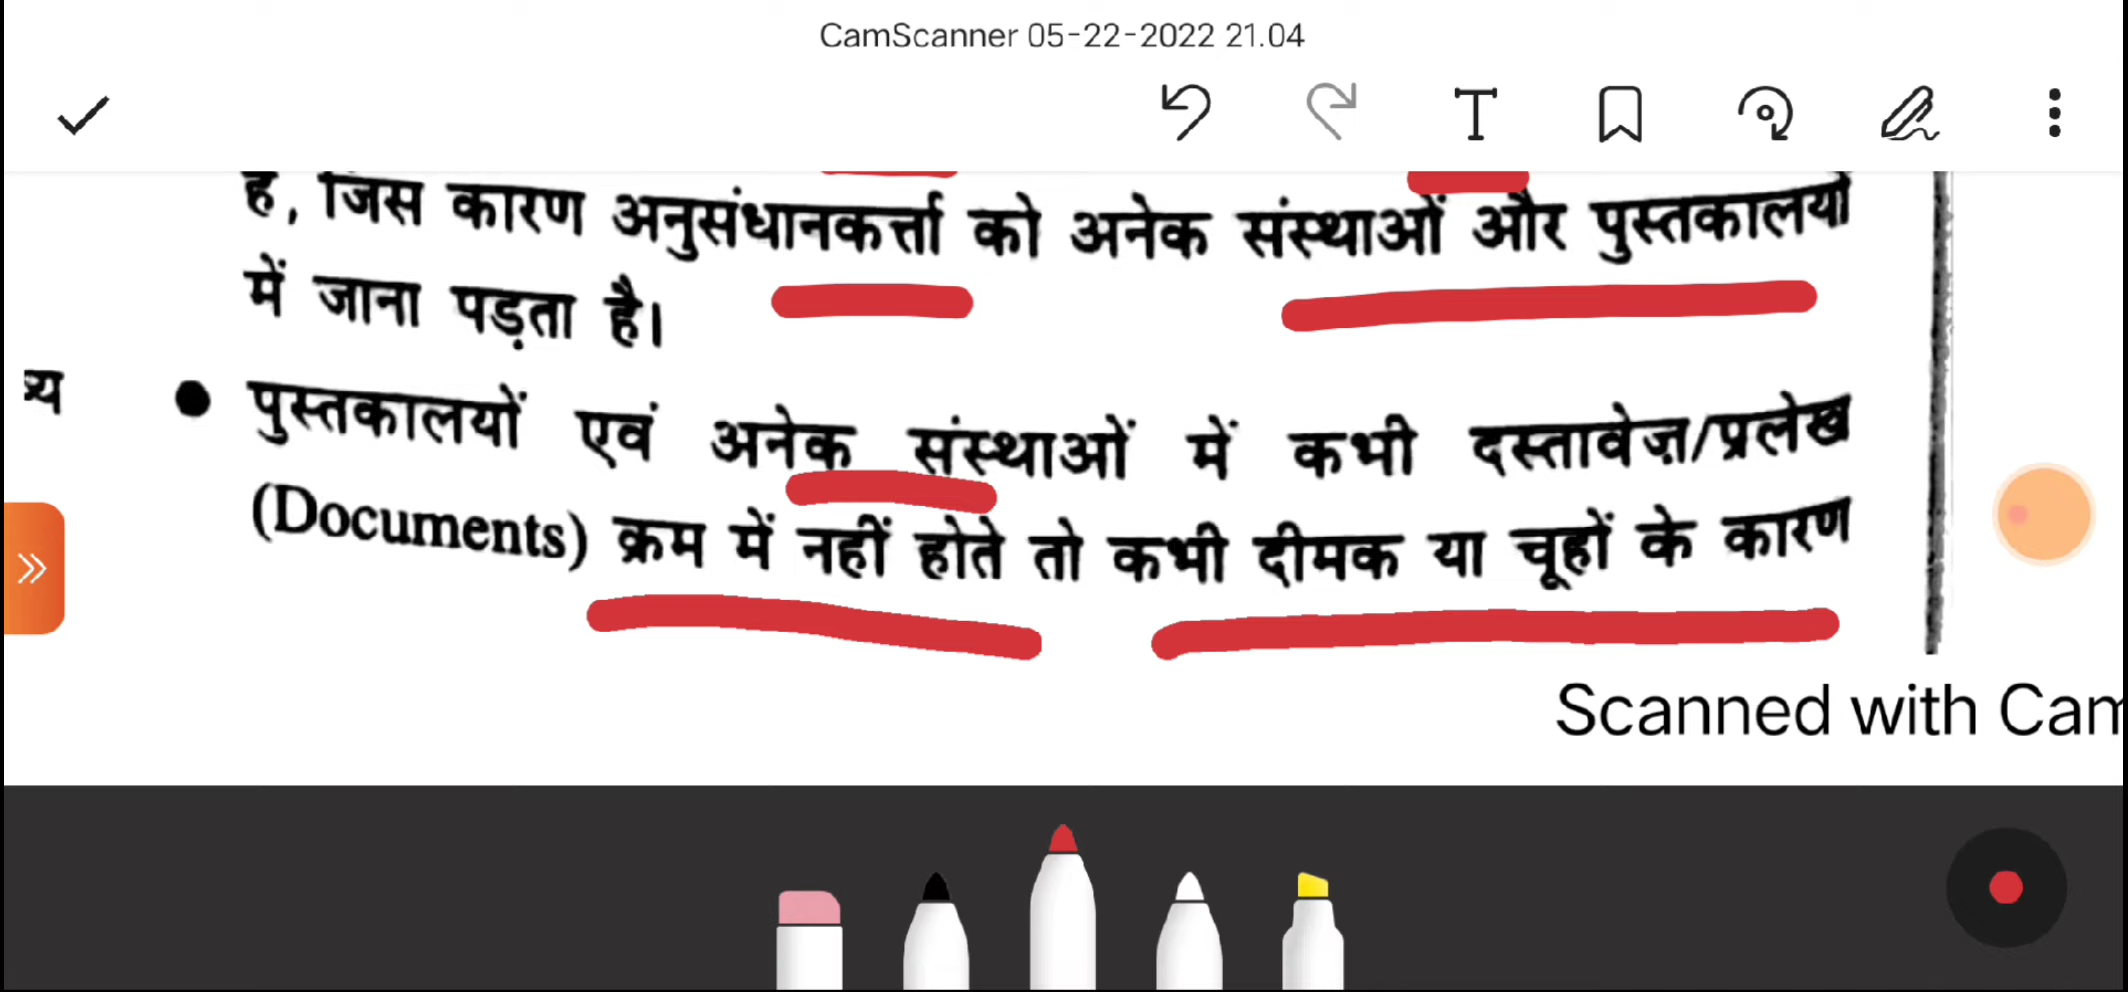 CamScanner 05-22-2022 21.04
T
है, जिस कारण अनुसंधानकर्त्ता को अनेक संस्थाओं और पुस्तकालयों
में जाना पड़ता है।
पुस्तकालयों एवं अनेक संस्थाओं में कभी दस्तावेज़/प्रलेख
(Documents) क्रम में नहीं होते तो कभी दीमक या चूहों के कारण
Scanned with Cam